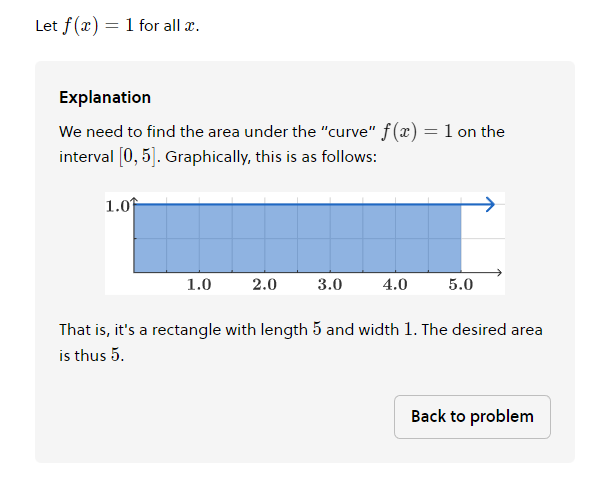 Let f(x) = 1 for all x.
Explanation
We need to find the area under the "curve" f(x) = 1 on the
interval [0, 5]. Graphically, this is as follows:
1.0
1.0 2.0 3.0 4.0 5.0
That is, it's a rectangle with length 5 and width 1. The desired area
is thus 5.
Back to problem